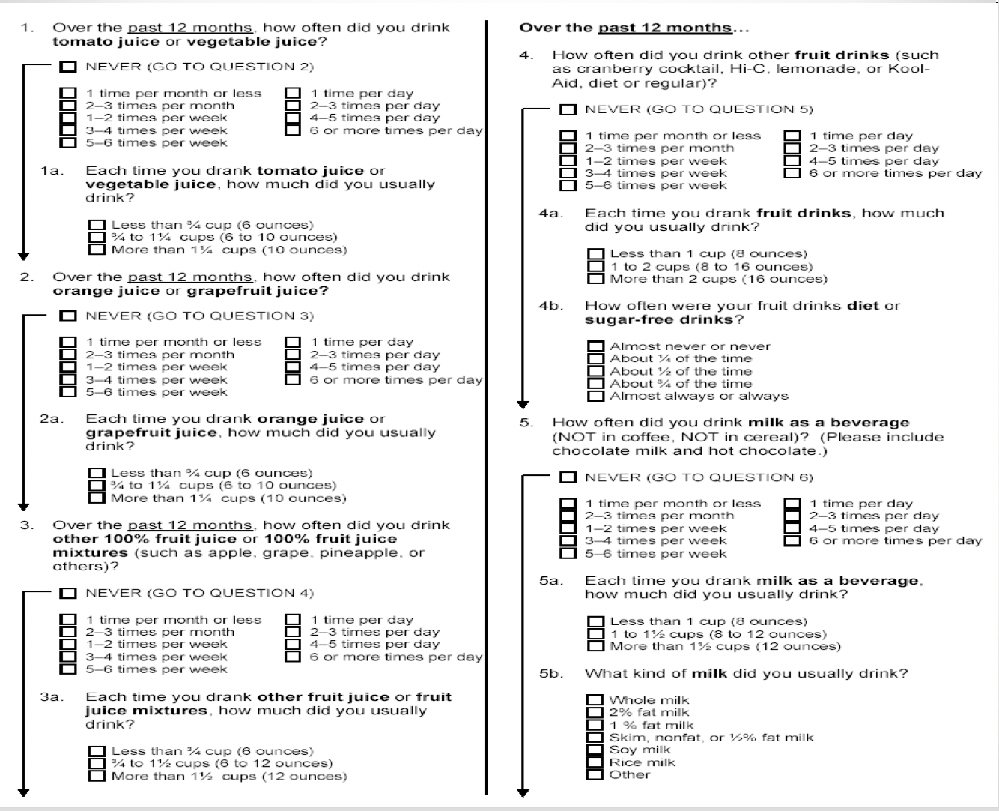 1. Over the past 12 months, how often did you drink
tomato juice or vegetable juice?
NEVER (GO TO QUESTION 2)
1 time per month or less 1 time per day
2–3 times per month 2–3 times per day
1–2 times per week 4–5 times per day
3–4 times per week 6 or more times per day
5–6 times per week
1a. Each time you drank tomato juice or
vegetable juice, how much did you usually
drink?
Less than ¾ cup (6 ounces)
¾ to 1¼ cups (6 to 10 ounces)
More than 1¼ cups (10 ounces)
2. Over the past 12 months, how often did you drink
orange juice or grapefruit juice?
NEVER (GO TO QUESTION 3)
1 time per month or less 1 time per day
2–3 times per month 2–3 times per day
1–2 times per week 4–5 times per day
3–4 times per week 6 or more times per day
5–6 times per week
2a. Each time you drank orange juice or
grapefruit juice, how much did you usually
drink?
Less than ¾ cup (6 ounces)
¾ to 1¼ cups (6 to 10 ounces)
More than 1¼ cups (10 ounces)
3. Over the past 12 months, how often did you drink
other 100% fruit juice or 100% fruit juice
mixtures (such as apple, grape, pineapple, or
others)?
NEVER (GO TO QUESTION 4)
1 time per month or less 1 time per day
2–3 times per month 2–3 times per day
1–2 times per week 4–5 times per day
3–4 times per week 6 or more times per day
5–6 times per week
3a. Each time you drank other fruit juice or fruit
juice mixtures, how much did you usually
drink?
Less than ¾ cup (6 ounces)
¾ to 1½ cups (6 to 12 ounces)
More than 1½ cups (12 ounces)
Over the past 12 months...
4. How often did you drink other fruit drinks (such
as cranberry cocktail, Hi-C, lemonade, or Kool-
Aid, diet or regular)?
NEVER (GO TO QUESTION 5)
1 time per month or less 1 time per day
2–3 times per month 2–3 times per day
1–2 times per week 4–5 times per day
3–4 times per week 6 or more times per day
5–6 times per week
4a. Each time you drank fruit drinks, how much
did you usually drink?
Less than 1 cup (8 ounces)
1 to 2 cups (8 to 16 ounces)
More than 2 cups (16 ounces)
4b. How often were your fruit drinks diet or
sugar-free drinks?
Almost never or never
About ¼ of the time
About ½ of the time
About ¾ of the time
Almost always or always
5. How often did you drink milk as a beverage
(NOT in coffee, NOT in cereal)? (Please include
chocolate milk and hot chocolate.)
NEVER (GO TO QUESTION 6)
1 time per month or less 1 time per day
2–3 times per month 2–3 times per day
1–2 times per week 4–5 times per day
3–4 times per week 6 or more times per day
5–6 times per week
5a. Each time you drank milk as a beverage,
how much did you usually drink?
Less than 1 cup (8 ounces)
1 to 1½ cups (8 to 12 ounces)
More than 1½ cups (12 ounces)
5b. What kind of milk did you usually drink?
Whole milk
2% fat milk
1 % fat milk
Skim, nonfat, or ½% fat milk
Soy milk
Rice milk
Other